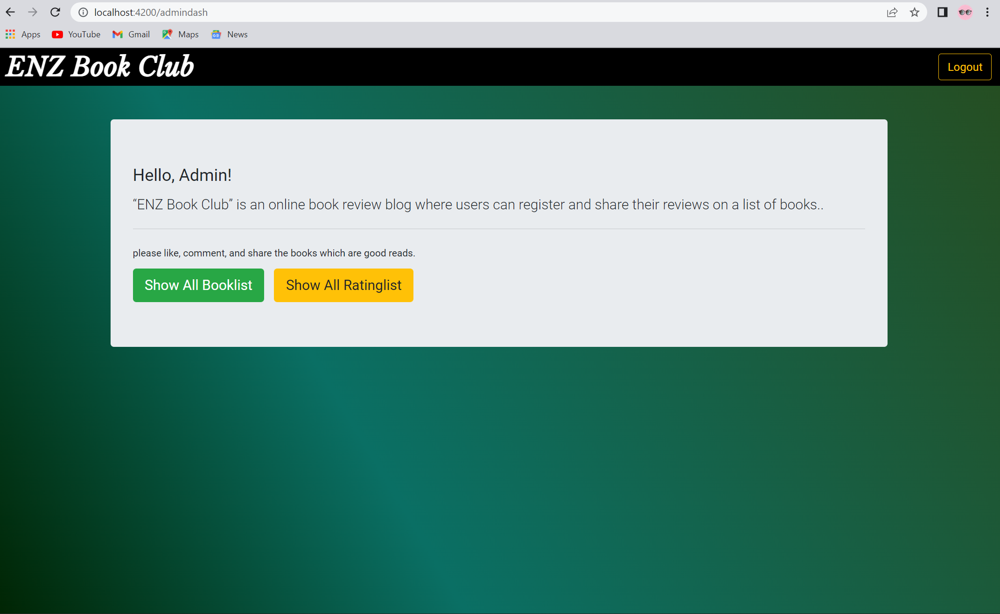 localhost:4200/admindash
Apps YouTube Gmail Maps News
ENZ Book Club
Logout
Hello, Admin!
“ENZ Book Club” is an online book review blog where users can register and share their reviews on a list of books..
please like, comment, and share the books which are good reads.
Show All Booklist Show All Ratinglist